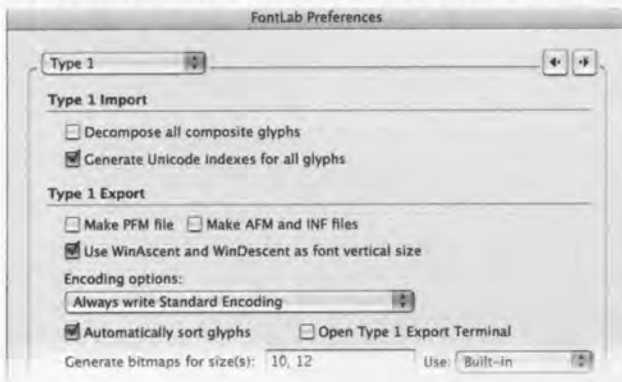 FontLab Preferences
Type 1
Type 1 Import
Decompose all composite glyphs
Generate Unicode indexes for all glyphs
Type 1 Export
Make PFM file Make AFM and INF files
Use WinAscent and WinDescent as font vertical size
Encoding options:
Always write Standard Encoding
Automatically sort glyphs Open Type 1 Export Terminal
Generate bitmaps for size(s): 10, 12 Use: Built-in